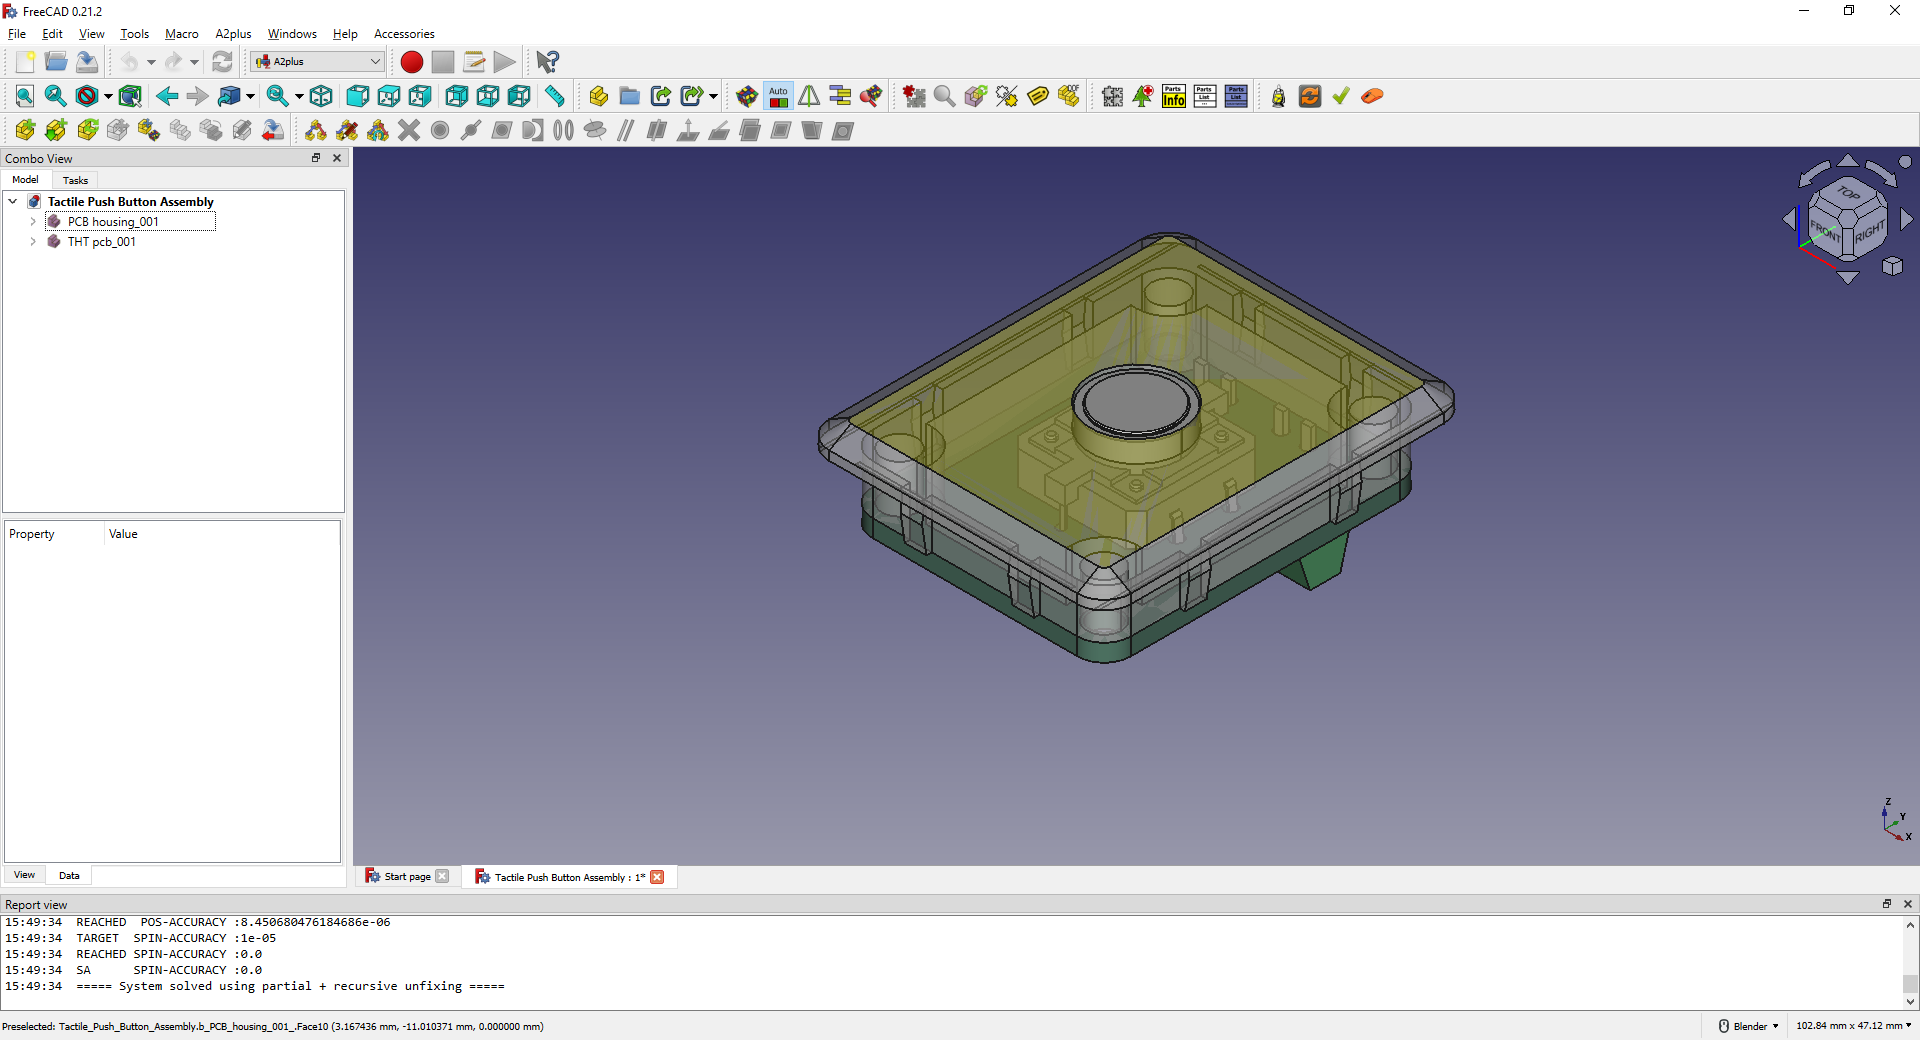 FreeCAD 0.21.2
File Edit View Tools Macro A2plus Windows Help Accessories
A2plus
Auto
DOF
Parts Info
Parts List
Parts List
Combo View
Model Tasks
Tactile Push Button Assembly
PCB housing_001
THT pcb_001
TOP
FRONT
RIGHT
Property Value
Z
Y
X
View Data
Start page
Tactile Push Button Assembly : 1*
Report view
15:49:34 REACHED POS-ACCURACY :8.450680476184686e-06
15:49:34 TARGET SPIN-ACCURACY :1e-05
15:49:34 REACHED SPIN-ACCURACY :0.0
15:49:34 SA SPIN-ACCURACY :0.0
15:49:34 ===== System solved using partial + recursive unfixing =====
Preselected: Tactile_Push_Button_Assembly.b_PCB_housing_001_.Face10 (3.167436 mm, -11.010371 mm, 0.000000 mm)
Blender
102.84 mm x 47.12 mm